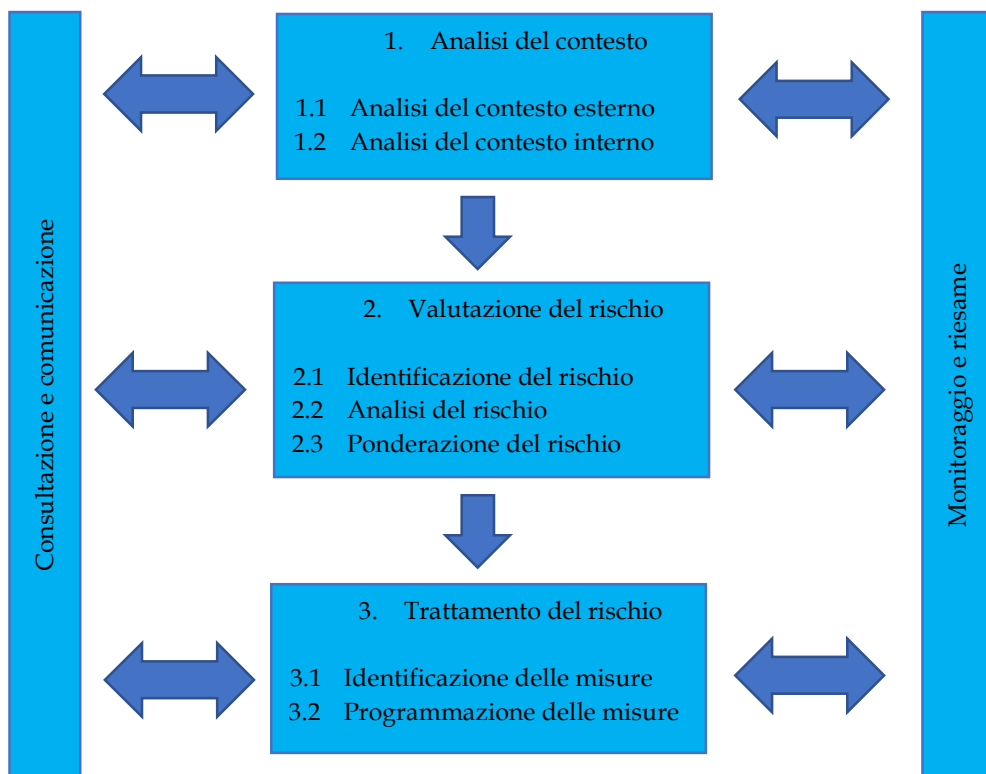 Consultazione e comunicazione
1. Analisi del contesto
1.1 Analisi del contesto esterno
1.2 Analisi del contesto interno
2. Valutazione del rischio
2.1 Identificazione del rischio
2.2 Analisi del rischio
2.3 Ponderazione del rischio
3. Trattamento del rischio
3.1 Identificazione delle misure
3.2 Programmazione delle misure
Monitoraggio e riesame